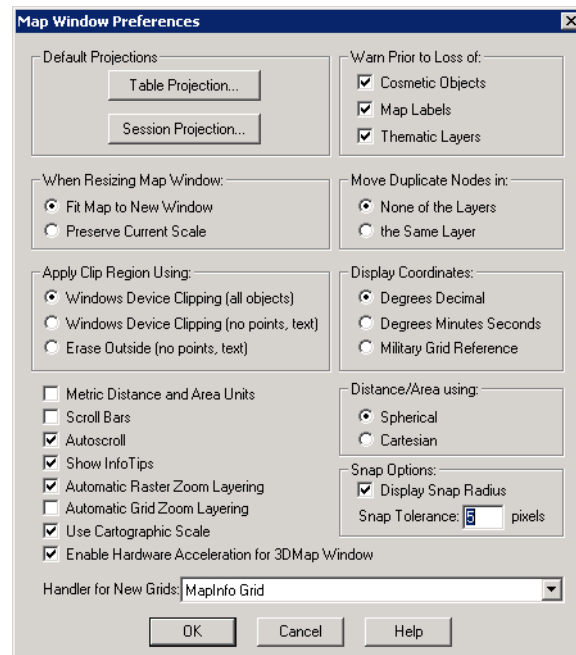 Map Window Preferences
Default Projections
Table Projection...
Session Projection...
Warn Prior to Loss of:
Cosmetic Objects
Map Labels
Thematic Layers
When Resizing Map Window:
Fit Map to New Window
Preserve Current Scale
Move Duplicate Nodes in:
None of the Layers
the Same Layer
Apply Clip Region Using:
Windows Device Clipping (all objects)
Windows Device Clipping (no points, text)
Erase Outside (no points, text)
Display Coordinates:
Degrees Decimal
Degrees Minutes Seconds
Military Grid Reference
Metric Distance and Area Units
Scroll Bars
Autoscroll
Show InfoTips
Automatic Raster Zoom Layering
Automatic Grid Zoom Layering
Use Cartographic Scale
Enable Hardware Acceleration for 3DMap Window
Distance/Area using:
Spherical
Cartesian
Snap Options:
Display Snap Radius
Snap Tolerance: 5 pixels
Handler for New Grids: MapInfo Grid
OK Cancel Help